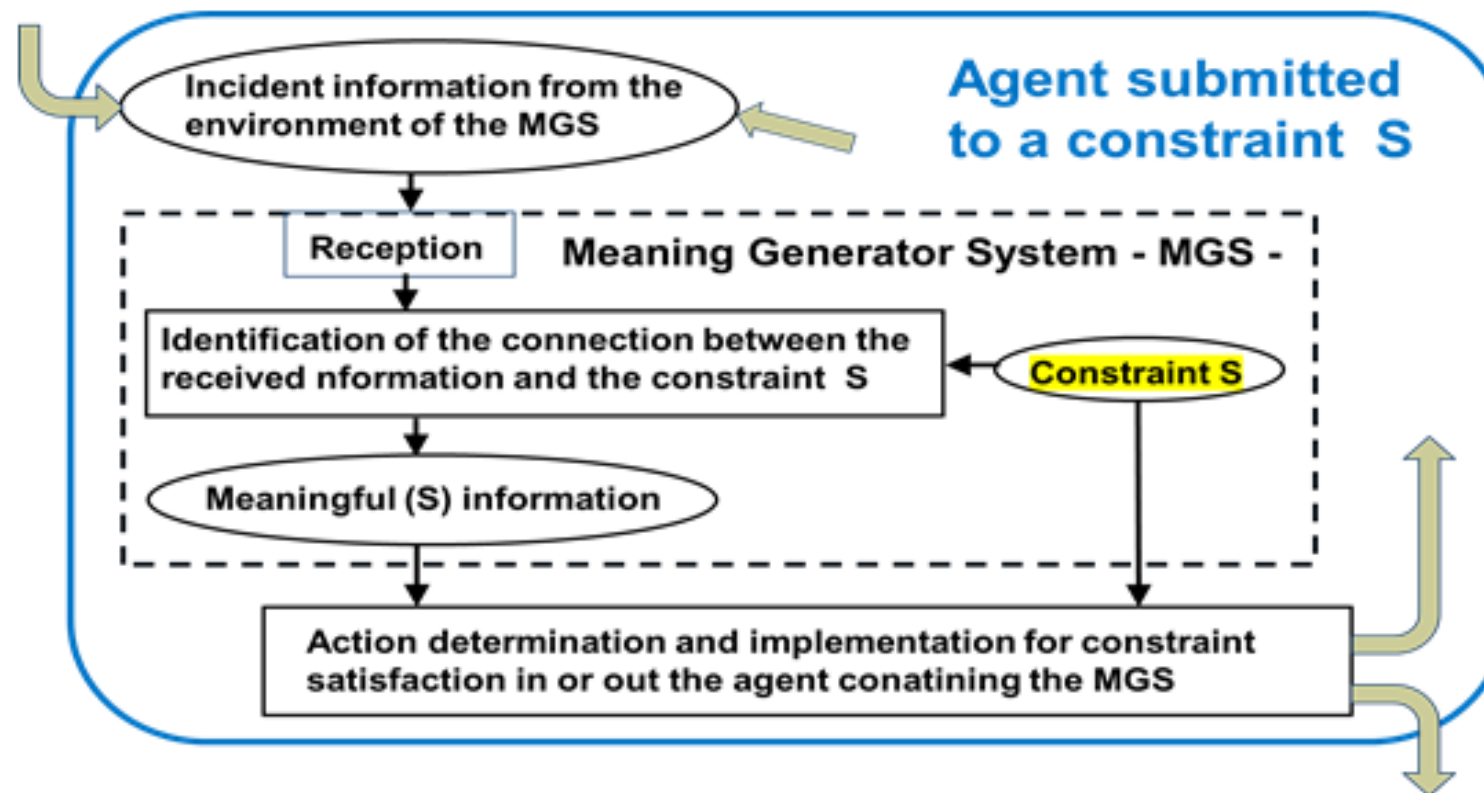 Incident information from the
environment of the MGS
Agent submitted
to a constraint S
Reception
Meaning Generator System - MGS -
Identification of the connection between the
received nformation and the constraint S
Constraint S
Meaningful (S) information
Action determination and implementation for constraint
satisfaction in or out the agent conatining the MGS